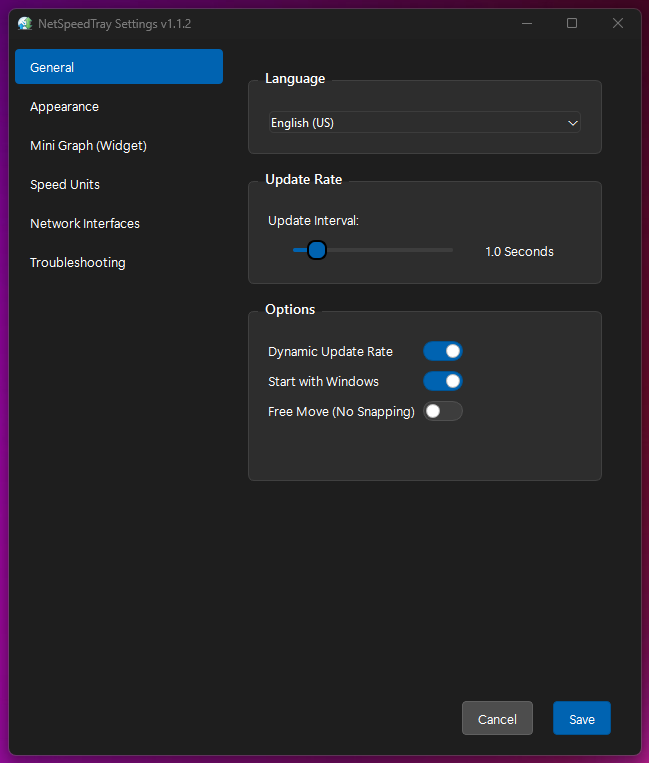 NetSpeedTray Settings v1.1.2
General
Appearance
Mini Graph (Widget)
Speed Units
Network Interfaces
Troubleshooting
Language
English (US)
Update Rate
Update Interval:
1.0 Seconds
Options
Dynamic Update Rate
Start with Windows
Free Move (No Snapping)
Cancel
Save